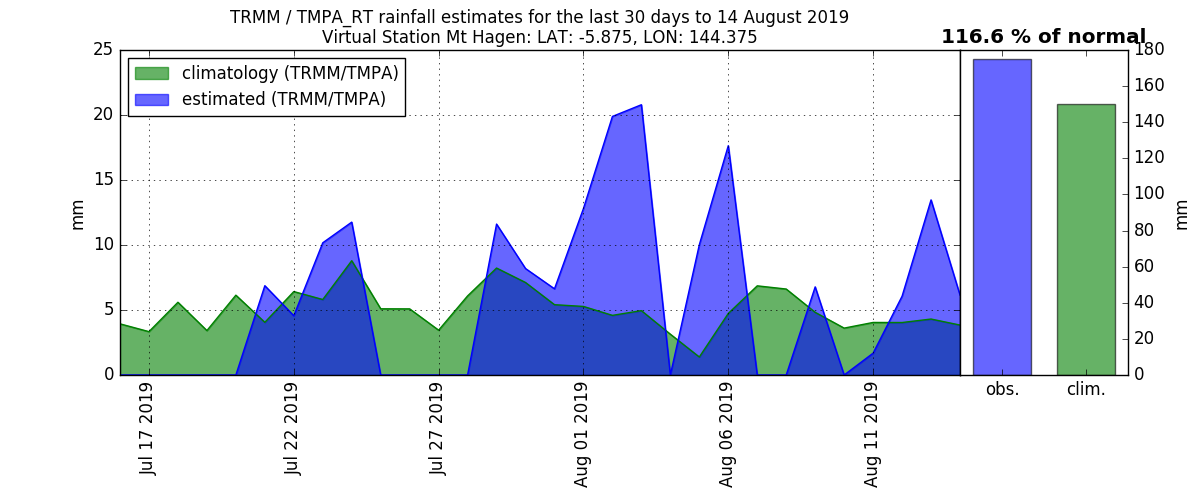 TRMM / TMPA_RT rainfall estimates for the last 30 days to 14 August 2019
Virtual Station Mt Hagen: LAT: -5.875, LON: 144.375
116.6 % of normal
climatology (TRMM/TMPA)
estimated (TRMM/TMPA)
25
20
15
10
5
0
mm
Jul 17 2019
Jul 22 2019
Jul 27 2019
Aug 01 2019
Aug 06 2019
Aug 11 2019
180
160
140
120
100
80
60
40
20
0
mm
obs.
clim.